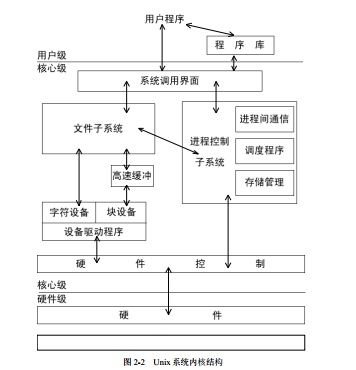 用户程序
程 序 库
用户级
核心级
系统调用界面
文件子系统
进程控制
子系统
进程间通信
调度程序
存储管理
高速缓冲
字符设备
块设备
设备驱动程序
硬 件 控 制
核心级
硬件级
硬 件
图 2-2 Unix 系统内核结构